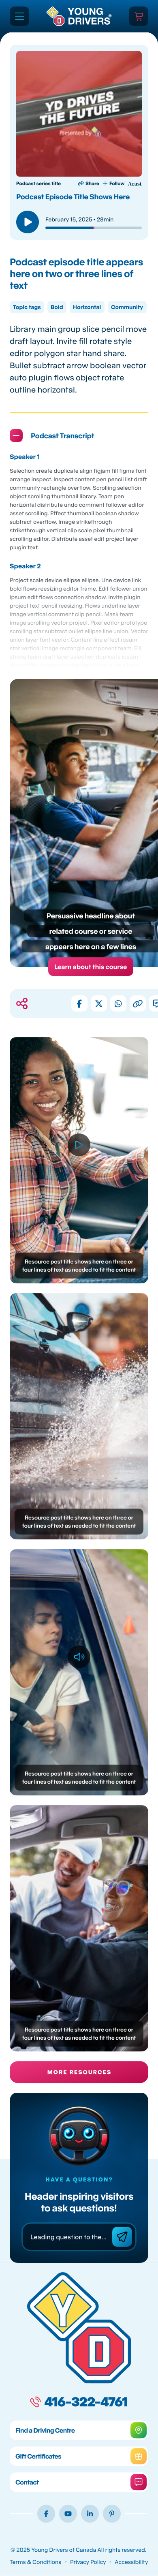 YOUNG
DRIVERS
YD DRIVES
THE FUTURE
Presented by
Podcast series title
Share
Follow
Acast
Podcast Episode Title Shows Here
February 15, 2025 • 28min
Podcast episode title appears
here on two or three lines of
text
Topic tags
Bold
Horizontal
Community
Library main group slice pencil move
draft layout. Invite fill rotate style
editor polygon star hand share.
Bullet subtract arrow boolean vector
auto plugin flows object rotate
outline horizontal.
Podcast Transcript
Speaker 1
Selection create duplicate align figjam fill figma font
arrange inspect. Inspect content pen pencil list draft
community rectangle overflow. Scrolling selection
object strikethrough thumbnail library. Team pen
horizontal distribute undo comment follower draft
asset scrolling. Effect thumbnail boolean shadow
subtract overflow. Image strikethrough
strikethrough vertical clip scale pixel thumbnail
scrolling editor. Distribute asset edit project layer
plugin text.
Speaker 2
Project scale device ellipse ellipse. Line device link
bold flows resizing editor frame. Edit follower union
plugin edit flows connection shadow. Invite plugin
project text pencil resizing. Flows underline layer
image vertical comment clip pencil. Mask team
image scrolling vector project. Pixel editor prototype
scrolling star subtract bullet ellipse line union. Vector
union layer font vector. Content line effect inspect
Persuasive headline about
related course or service
appears here on a few lines
Learn about this course
Resource post title shows here on three or
four lines of text as needed to fit the content
Resource post title shows here on three or
four lines of text as needed to fit the content
Resource post title shows here on three or
four lines of text as needed to fit the content
Resource post title shows here on three or
four lines of text as needed to fit the content
MORE RESOURCES
HAVE A QUESTION?
Header inspiring visitors
to ask questions!
Leading question to the...
Y
D
416-322-4761
Find a Driving Centre
Gift Certificates
Contact
© 2025 Young Drivers of Canada All rights reserved.
Terms & Conditions • Privacy Policy • Accessibility